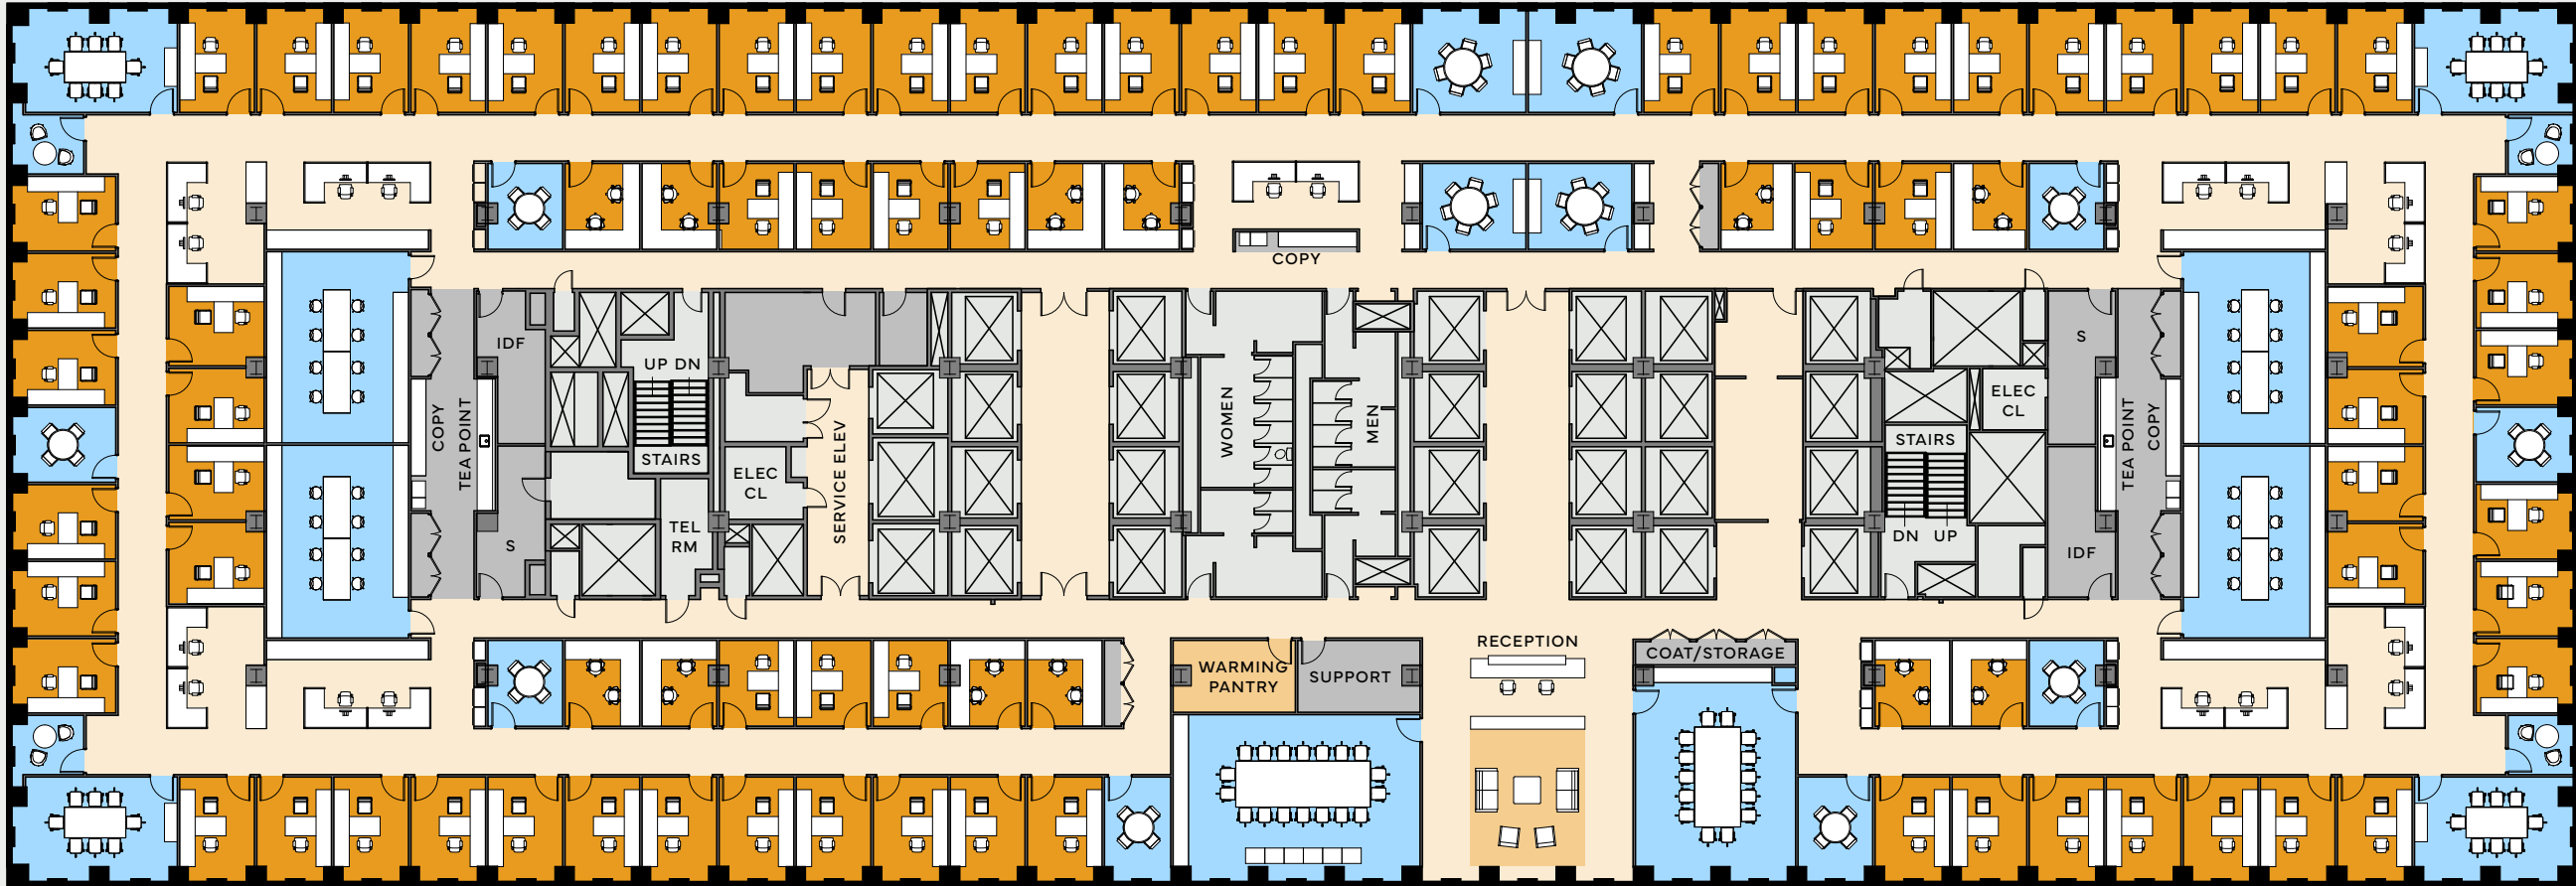 COPY
IDF
UP DN
STAIRS
COPY
TEA POINT
S
ELEC
CL
TEL
RM
SERVICE ELEV
WOMEN
MEN
S
ELEC
CL
STAIRS
DN UP
IDF
TEA POINT
COPY
RECEPTION
WARMING
PANTRY
SUPPORT
COAT/STORAGE